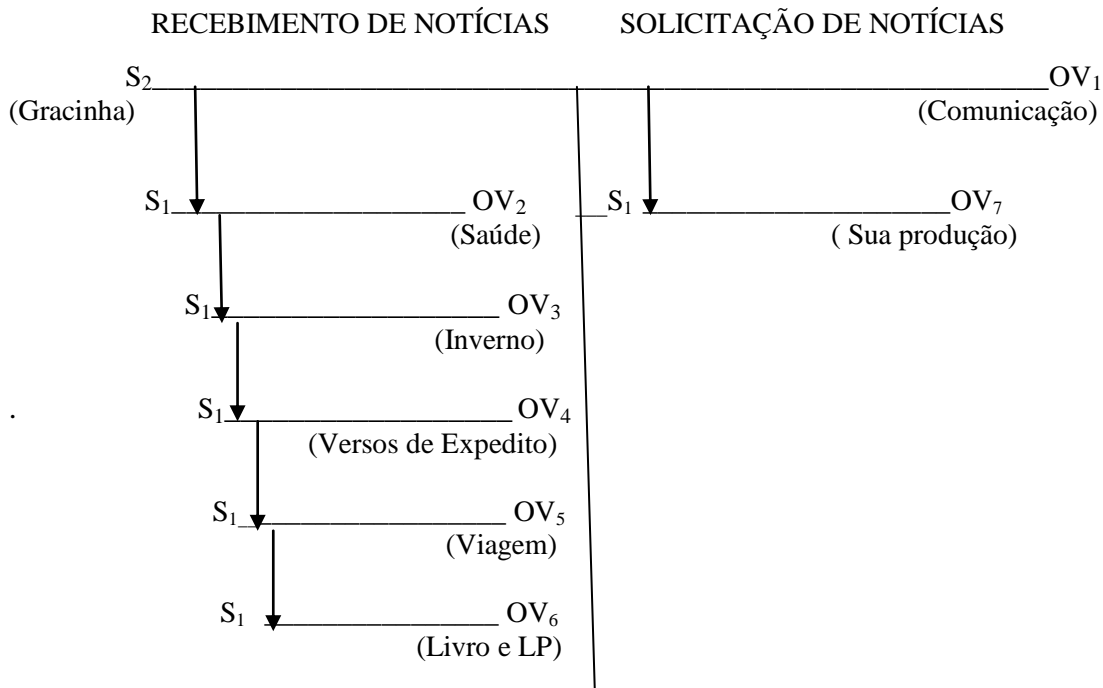 RECEBIMENTO DE NOTÍCIAS SOLICITAÇÃO DE NOTÍCIAS
S₂ OV₁
(Gracinha) (Comunicação)
S₁ OV₂ S₁ OV₇
(Saúde) ( Sua produção)
S₁ OV₃
(Inverno)
. S₁ OV₄
(Versos de Expedito)
S₁ OV₅
(Viagem)
S₁ OV₆
(Livro e LP)